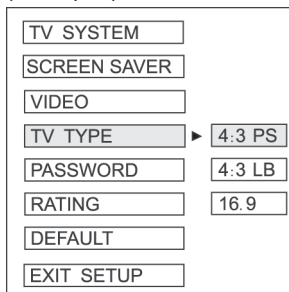 TV SYSTEM
SCREEN SAVER
VIDEO
TV TYPE ► 4:3 PS
PASSWORD 4:3 LB
RATING 16.9
DEFAULT
EXIT SETUP